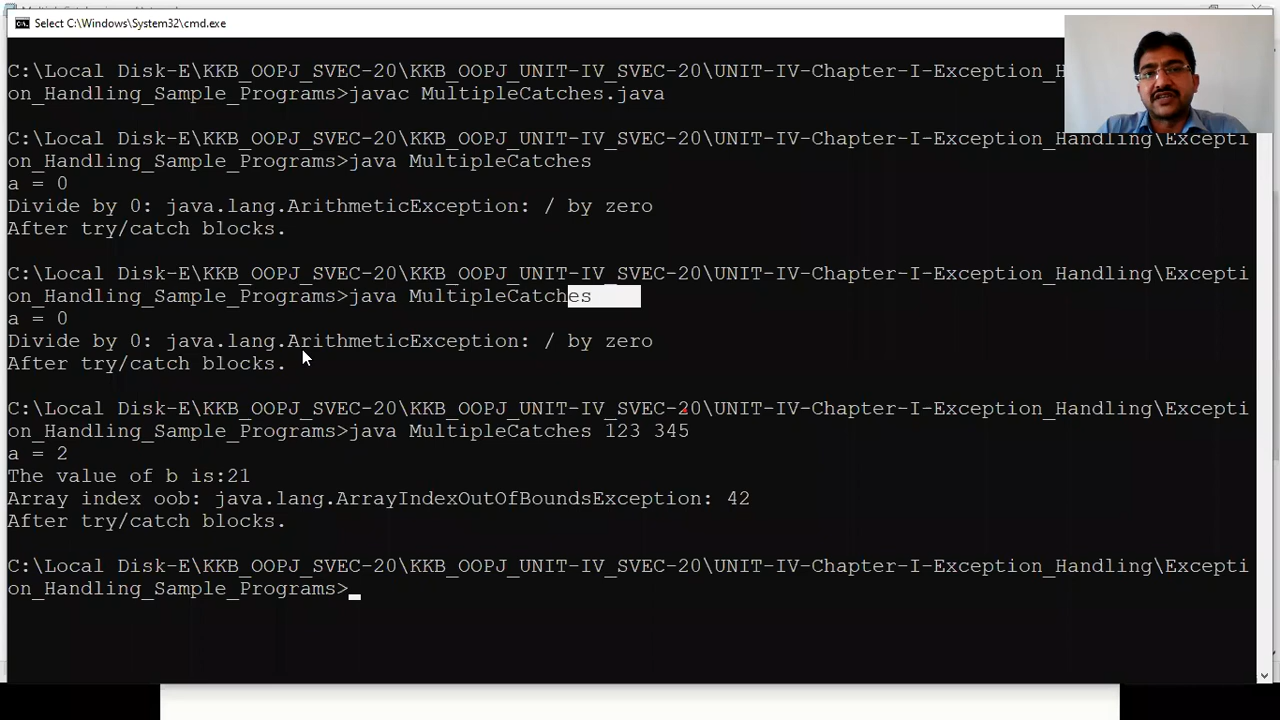 Select C:\Windows\System32\cmd.exe
C:\Local Disk-E\KKB_OOPJ_SVEC-20\KKB_OOPJ_UNIT-IV_SVEC-20\UNIT-IV-Chapter-I-Exception_H
on_Handling_Sample_Programs>javac MultipleCatches.java
C:\Local Disk-E\KKB_OOPJ_SVEC-20\KKB_OOPJ_UNIT-IV_SVEC-20\UNIT-IV-Chapter-I-Exception_Handling\Excepti
on_Handling_Sample_Programs>java MultipleCatches
a = 0
Divide by 0: java.lang.ArithmeticException: / by zero
After try/catch blocks.
C:\Local Disk-E\KKB_OOPJ_SVEC-20\KKB_OOPJ_UNIT-IV_SVEC-20\UNIT-IV-Chapter-I-Exception_Handling\Excepti
on_Handling_Sample_Programs>java MultipleCatches
a = 0
Divide by 0: java.lang.ArithmeticException: / by zero
After try/catch blocks.
C:\Local Disk-E\KKB_OOPJ_SVEC-20\KKB_OOPJ_UNIT-IV_SVEC-20\UNIT-IV-Chapter-I-Exception_Handling\Excepti
on_Handling_Sample_Programs>java MultipleCatches 123 345
a = 2
The value of b is:21
Array index oob: java.lang.ArrayIndexOutOfBoundsException: 42
After try/catch blocks.
C:\Local Disk-E\KKB_OOPJ_SVEC-20\KKB_OOPJ_UNIT-IV_SVEC-20\UNIT-IV-Chapter-I-Exception_Handling\Excepti
on_Handling_Sample_Programs>